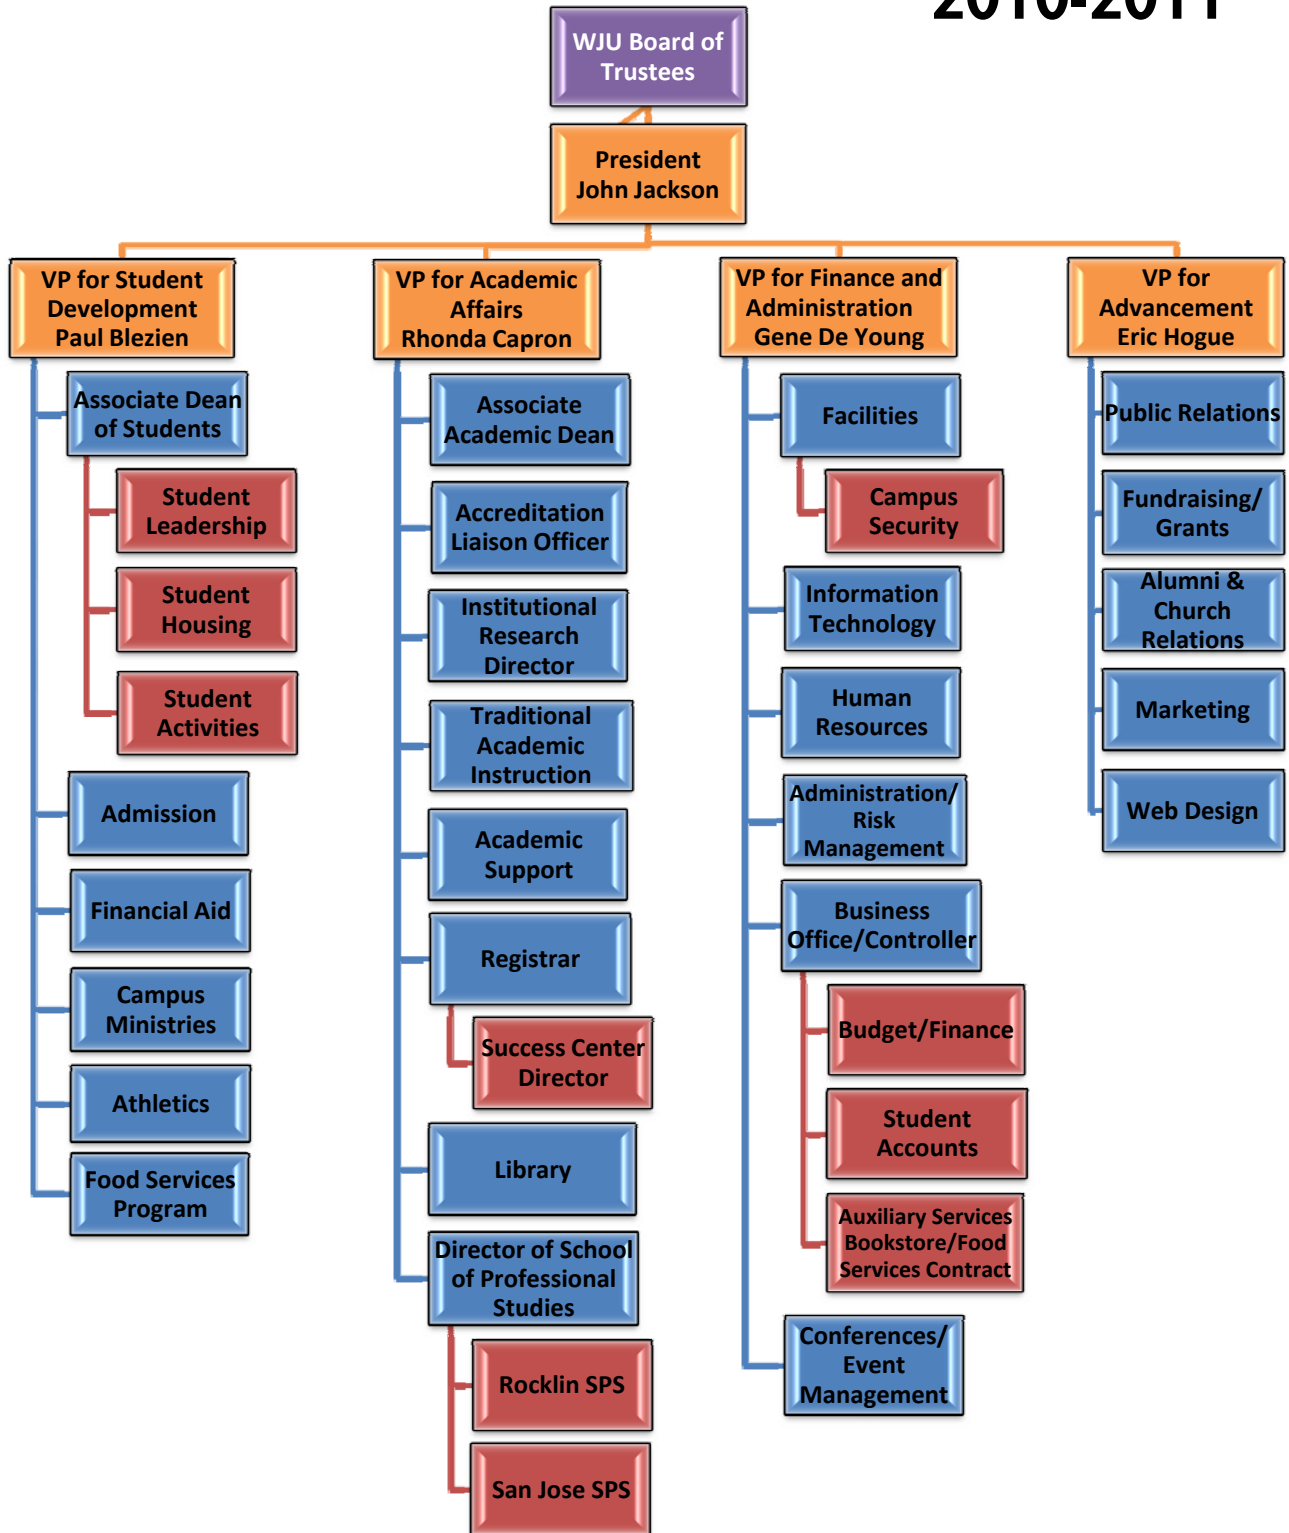 2010-2011
WJU Board of
Trustees
President
John Jackson
VP for Student
Development
Paul Blezien
Associate Dean
of Students
Student
Leadership
Student
Housing
Student
Activities
Admission
Financial Aid
Campus
Ministries
Athletics
Food Services
Program
VP for Academic
Affairs
Rhonda Capron
Associate
Academic Dean
Accreditation
Liaison Officer
Institutional
Research
Director
Traditional
Academic
Instruction
Academic
Support
Registrar
Success Center
Director
Library
Director of School
of Professional
Studies
Rocklin SPS
San Jose SPS
VP for Finance and
Administration
Gene De Young
Facilities
Campus
Security
Information
Technology
Human
Resources
Administration/
Risk
Management
Business
Office/Controller
Budget/Finance
Student
Accounts
Auxiliary Services
Bookstore/Food
Services Contract
Conferences/
Event
Management
VP for
Advancement
Eric Hogue
Public Relations
Fundraising/
Grants
Alumni &
Church
Relations
Marketing
Web Design